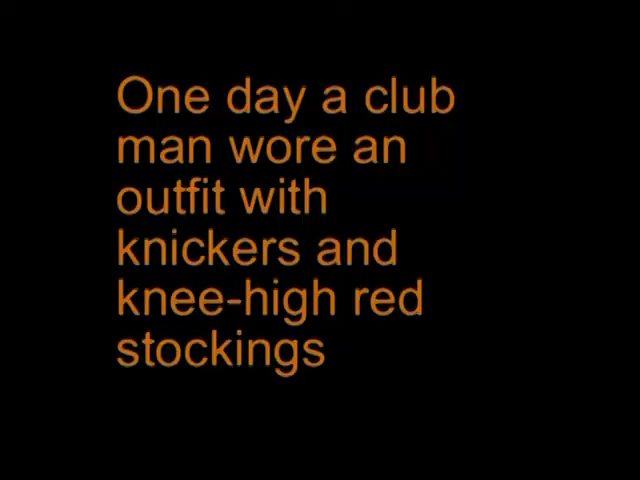 One day a club
man wore an
outfit with
knickers and
knee-high red
stockings